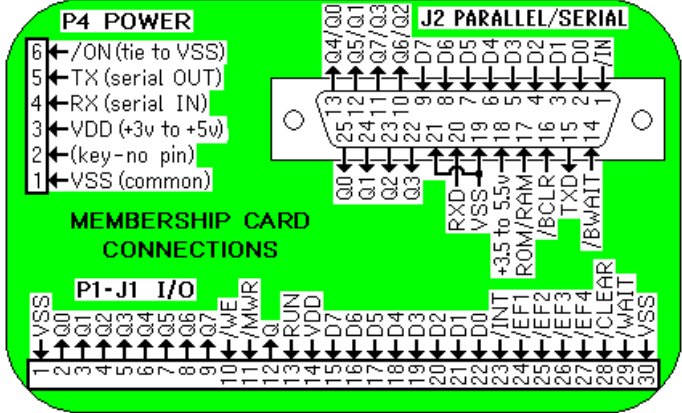 P4 POWER
6 /ON (tie to VSS)
5 TX (serial OUT)
4 RX (serial IN)
3 VDD (+3v to +5v)
2 (key-no pin)
1 VSS (common)
J2 PARALLEL/SERIAL
Q4/Q0 Q5/Q1 Q7/Q3 Q6/Q2 D7 D6 D5 D4 D3 D2 D1 D0 /IN
13 12 11 10 9 8 7 6 5 4 3 2 1
25 24 23 22 21 20 19 18 17 16 15 14
Q0 Q1 Q2 Q3 RXD VSS +3.5 to 5.5v ROM/RAM /BCLR TXD /BWAIT
MEMBERSHIP CARD
CONNECTIONS
P1-J1 I/O
VSS Q0 Q1 Q2 Q3 Q4 Q5 Q6 Q7 /WE /MWR Q RUN VDD D7 D6 D5 D4 D3 D2 D1 D0 /INT /EF1 /EF2 /EF3 /EF4 /CLEAR /WAIT VSS
1 2 3 4 5 6 7 8 9 10 11 12 13 14 15 16 17 18 19 20 21 22 23 24 25 26 27 28 29 30